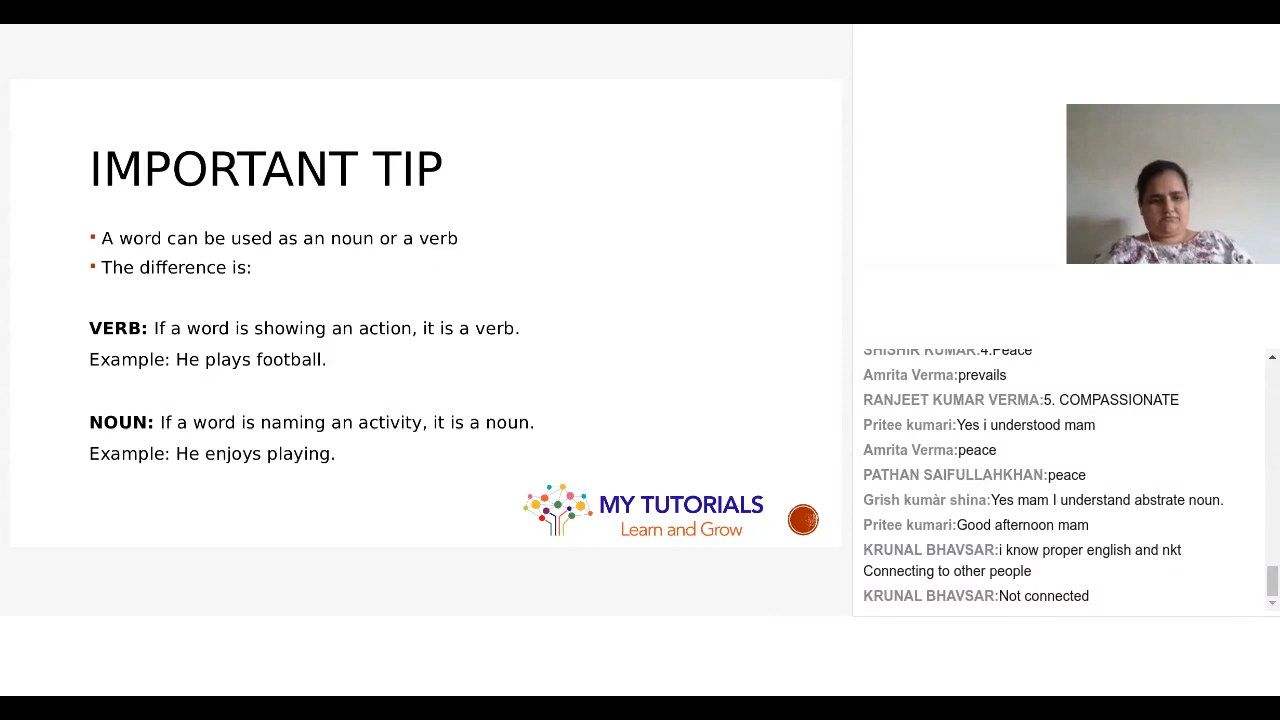 IMPORTANT TIP
▪ A word can be used as an noun or a verb
▪ The difference is:
VERB: If a word is showing an action, it is a verb.
Example: He plays football.
NOUN: If a word is naming an activity, it is a noun.
Example: He enjoys playing.
MY TUTORIALS
Learn and Grow
SHISHIR KUMAR:4.Peace
Amrita Verma:prevails
RANJEET KUMAR VERMA:5. COMPASSIONATE
Pritee kumari:Yes i understood mam
Amrita Verma:peace
PATHAN SAIFULLAHKHAN:peace
Grish kumàr shina:Yes mam I understand abstrate noun.
Pritee kumari:Good afternoon mam
KRUNAL BHAVSAR:i know proper english and nkt
Connecting to other people
KRUNAL BHAVSAR:Not connected